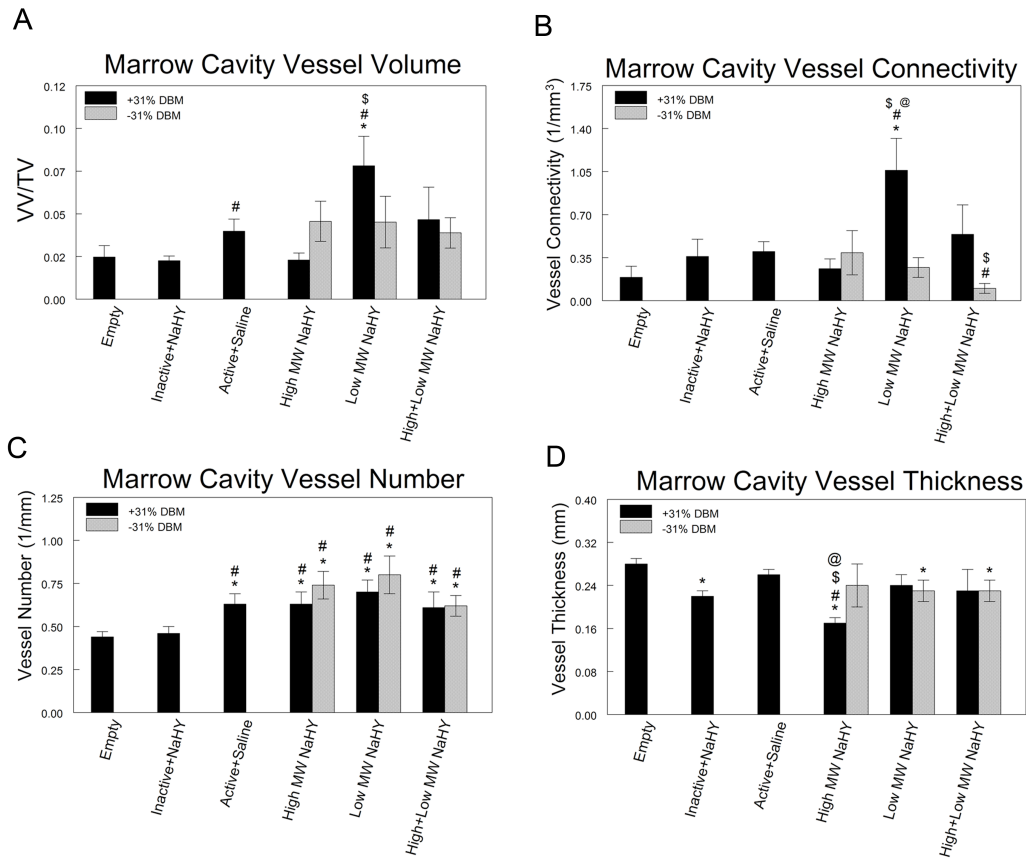 A
Marrow Cavity Vessel Volume
VV/TV
0.12
0.10
0.07
0.05
0.02
0.00
+31% DBM
-31% DBM
#
$
#
*
Empty
Inactive+NaHY
Active+Saline
High MW NaHY
Low MW NaHY
High+Low MW NaHY
B
Marrow Cavity Vessel Connectivity
Vessel Connectivity (1/mm³)
1.75
1.40
1.05
0.70
0.35
0.00
+31% DBM
-31% DBM
$ @
#
*
$
#
Empty
Inactive+NaHY
Active+Saline
High MW NaHY
Low MW NaHY
High+Low MW NaHY
C
Marrow Cavity Vessel Number
Vessel Number (1/mm)
1.25
1.00
0.75
0.50
0.25
0.00
+31% DBM
-31% DBM
#
*
#
*
#
*
#
*
#
*
#
*
#
*
Empty
Inactive+NaHY
Active+Saline
High MW NaHY
Low MW NaHY
High+Low MW NaHY
D
Marrow Cavity Vessel Thickness
Vessel Thickness (mm)
0.40
0.32
0.24
0.16
0.08
0.00
+31% DBM
-31% DBM
*
@
$
#
*
*
*
Empty
Inactive+NaHY
Active+Saline
High MW NaHY
Low MW NaHY
High+Low MW NaHY